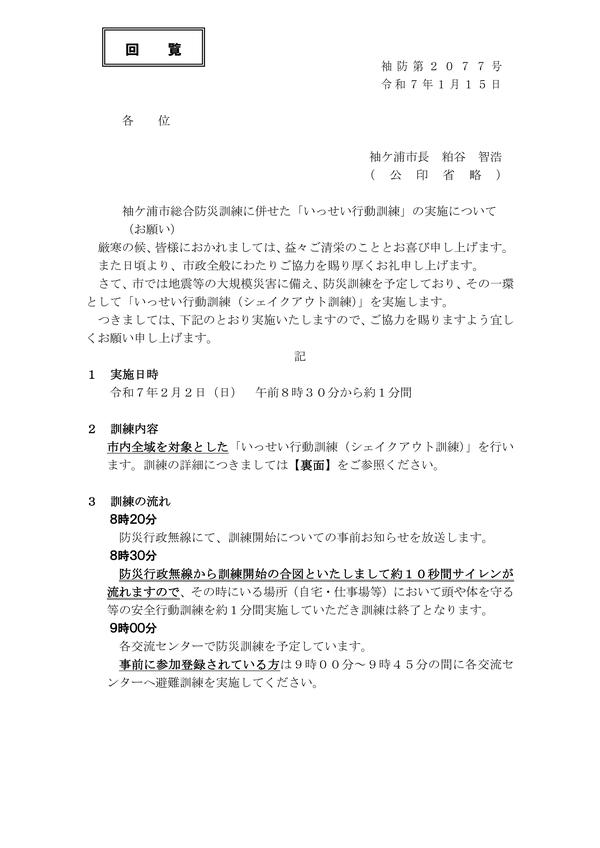 回　覧
袖防第２０７７号
令和７年１月１５日
各　位
袖ケ浦市長　粕谷　智浩
（公印省略）
袖ケ浦市総合防災訓練に併せた「いっせい行動訓練」の実施について
（お願い）
厳寒の候、皆様におかれましては、益々ご清栄のこととお喜び申し上げます。
また日頃より、市政全般にわたりご協力を賜り厚くお礼申し上げます。
さて、市では地震等の大規模災害に備え、防災訓練を予定しており、その一環
として「いっせい行動訓練（シェイクアウト訓練）」を実施します。
つきましては、下記のとおり実施いたしますので、ご協力を賜りますよう宜し
くお願い申し上げます。
記
１　実施日時
令和７年２月２日（日）　午前８時３０分から約１分間
２　訓練内容
市内全域を対象とした「いっせい行動訓練（シェイクアウト訓練）」を行い
ます。訓練の詳細につきましては【裏面】をご参照ください。
３　訓練の流れ
8時20分
防災行政無線にて、訓練開始についての事前お知らせを放送します。
8時30分
防災行政無線から訓練開始の合図といたしまして約１０秒間サイレンが
流れますので、その時にいる場所（自宅・仕事場等）において頭や体を守る
等の安全行動訓練を約１分間実施していただき訓練は終了となります。
9時00分
各交流センターで防災訓練を予定しています。
事前に参加登録されている方は９時００分～９時４５分の間に各交流セ
ンターへ避難訓練を実施してください。